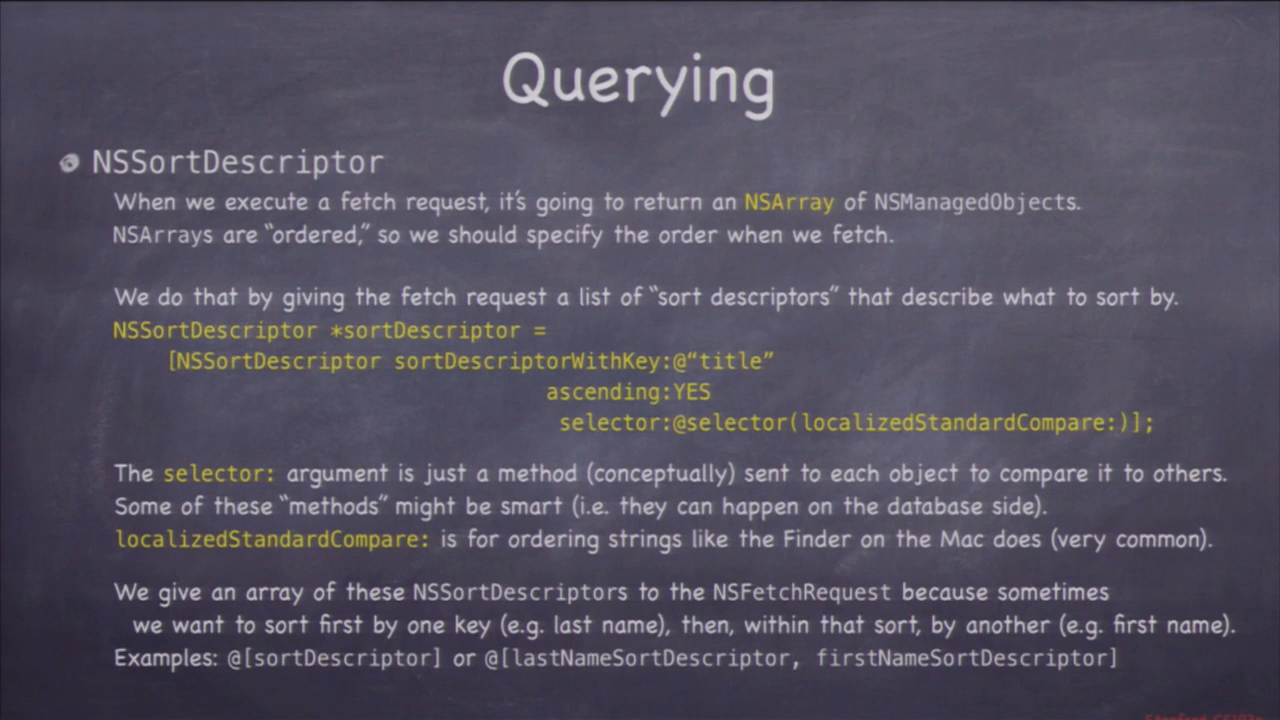 Querying
NSSortDescriptor
When we execute a fetch request, it's going to return an NSArray of NSManagedObjects.
NSArrays are “ordered,” so we should specify the order when we fetch.
We do that by giving the fetch request a list of “sort descriptors” that describe what to sort by.
NSSortDescriptor *sortDescriptor =
[NSSortDescriptor sortDescriptorWithKey:@“title”
ascending:YES
selector:@selector(localizedStandardCompare:)];
The selector: argument is just a method (conceptually) sent to each object to compare it to others.
Some of these “methods” might be smart (i.e. they can happen on the database side).
localizedStandardCompare: is for ordering strings like the Finder on the Mac does (very common).
We give an array of these NSSortDescriptors to the NSFetchRequest because sometimes
we want to sort first by one key (e.g. last name), then, within that sort, by another (e.g. first name).
Examples: @[sortDescriptor] or @[lastNameSortDescriptor, firstNameSortDescriptor]